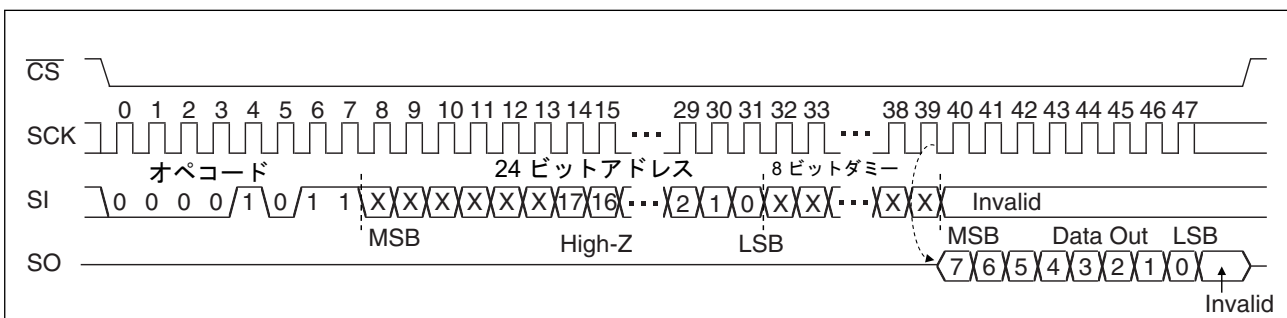 CS
0 1 2 3 4 5 6 7 8 9 10 11 12 13 14 15 29 30 31 32 33 38 39 40 41 42 43 44 45 46 47
SCK
オペコード 24 ビットアドレス 8 ビットダミー
SI 0 0 0 0 1 0 1 1 X X X X X X 17 16 2 1 0 X X X X Invalid
MSB High-Z LSB MSB Data Out LSB
SO 7 6 5 4 3 2 1 0
Invalid